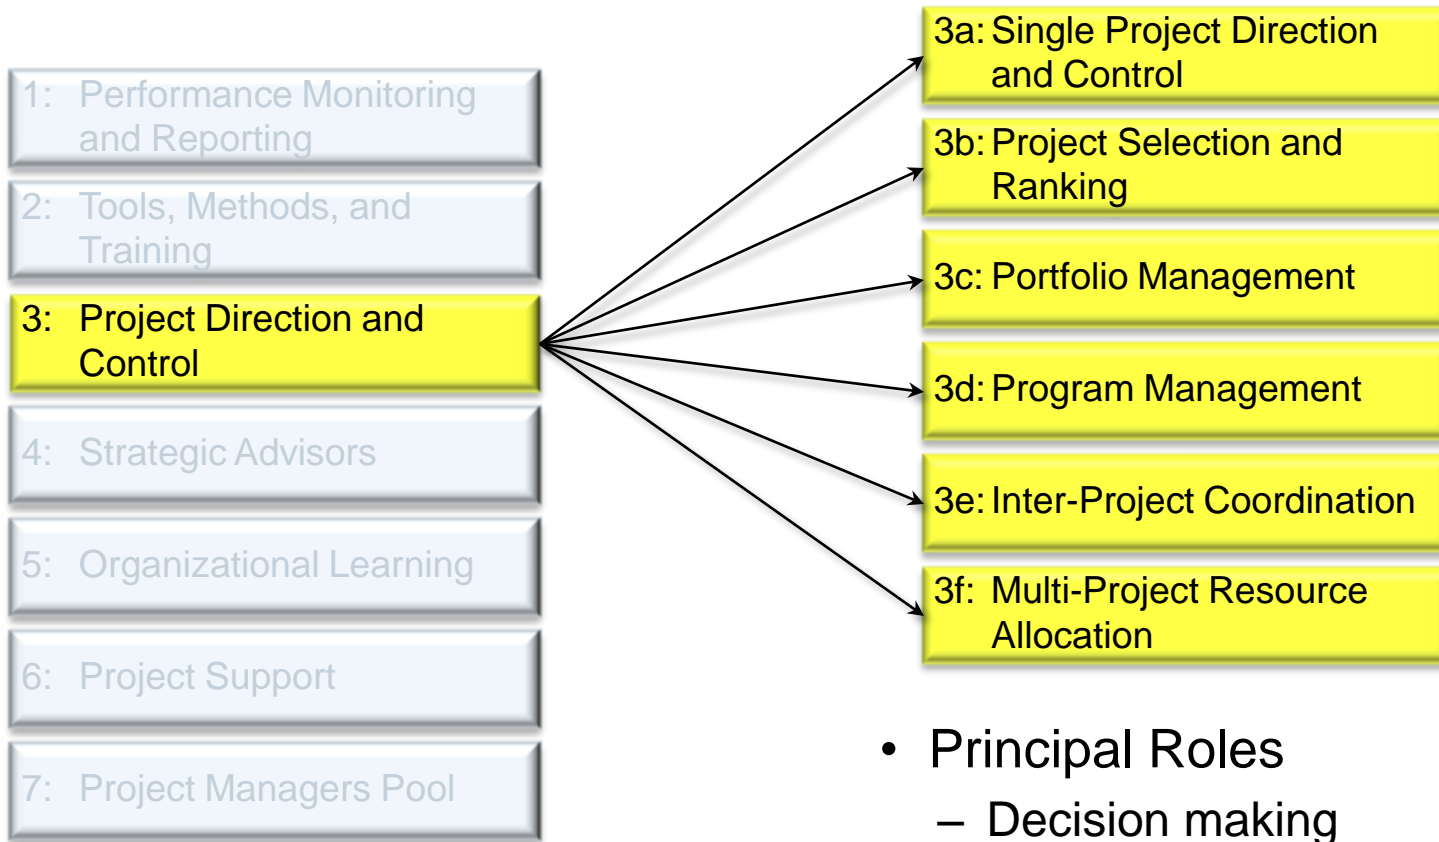 1: Performance Monitoring
and Reporting
2: Tools, Methods, and
Training
3: Project Direction and
Control
4: Strategic Advisors
5: Organizational Learning
6: Project Support
7: Project Managers Pool
3a: Single Project Direction
and Control
3b: Project Selection and
Ranking
3c: Portfolio Management
3d: Program Management
3e: Inter-Project Coordination
3f: Multi-Project Resource
Allocation
• Principal Roles
– Decision making